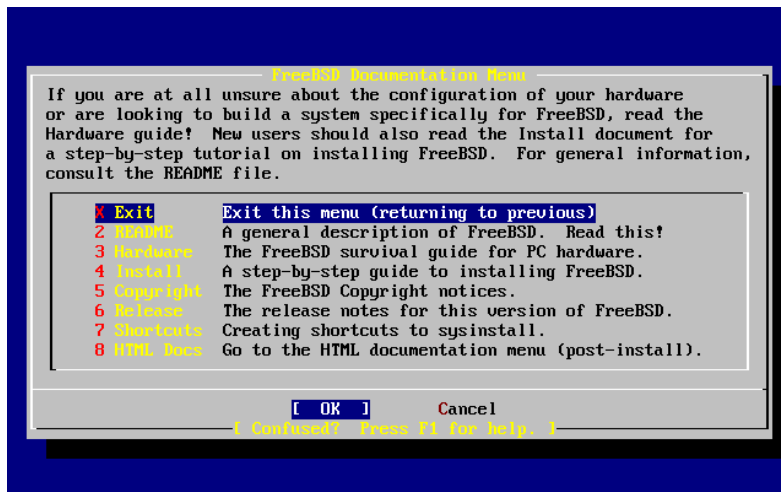 FreeBSD Documentation Menu
If you are at all unsure about the configuration of your hardware
or are looking to build a system specifically for FreeBSD, read the
Hardware guide!  New users should also read the Install document for
a step-by-step tutorial on installing FreeBSD.  For general information,
consult the README file.
X Exit Exit this menu (returning to previous)
2 README A general description of FreeBSD.  Read this!
3 Hardware The FreeBSD survival guide for PC hardware.
4 Install A step-by-step guide to installing FreeBSD.
5 Copyright The FreeBSD Copyright notices.
6 Release The release notes for this version of FreeBSD.
7 Shortcuts Creating shortcuts to sysinstall.
8 HTML Docs Go to the HTML documentation menu (post-install).
[ OK ] Cancel
[ Confused?  Press F1 for help. ]